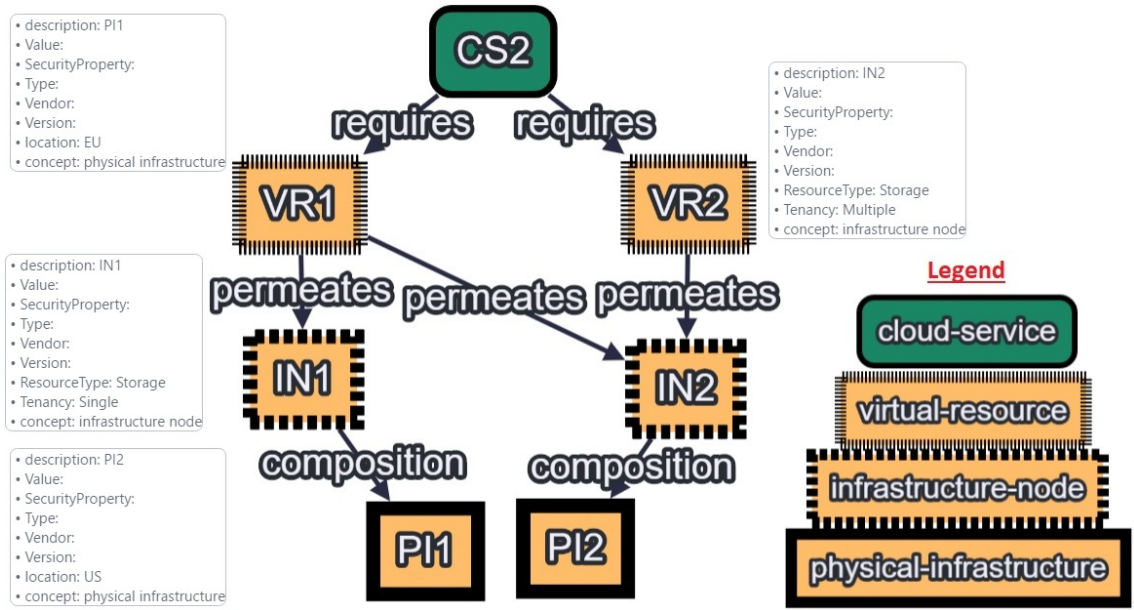 • description: PI1
• Value:
• SecurityProperty:
• Type:
• Vendor:
• Version:
• location: EU
• concept: physical infrastructure
CS2
requires
requires
• description: IN2
• Value:
• SecurityProperty:
• Type:
• Vendor:
• Version:
• ResourceType: Storage
• Tenancy: Multiple
• concept: infrastructure node
VR1
VR2
• description: IN1
• Value:
• SecurityProperty:
• Type:
• Vendor:
• Version:
• ResourceType: Storage
• Tenancy: Single
• concept: infrastructure node
permeates
permeates
permeates
IN1
IN2
composition
composition
• description: PI2
• Value:
• SecurityProperty:
• Type:
• Vendor:
• Version:
• location: US
• concept: physical infrastructure
PI1
PI2
Legend
cloud-service
virtual-resource
infrastructure-node
physical-infrastructure